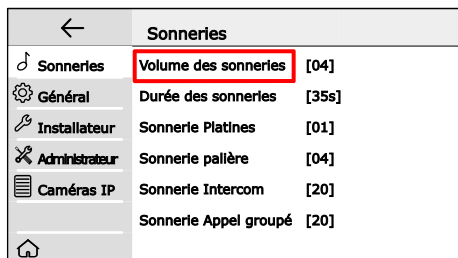 Sonneries
Sonneries
Volume des sonneries [04]
Général
Durée des sonneries [35s]
Installateur
Sonnerie Platines [01]
Administrateur
Sonnerie palière [04]
Caméras IP
Sonnerie Intercom [20]
Sonnerie Appel groupé [20]